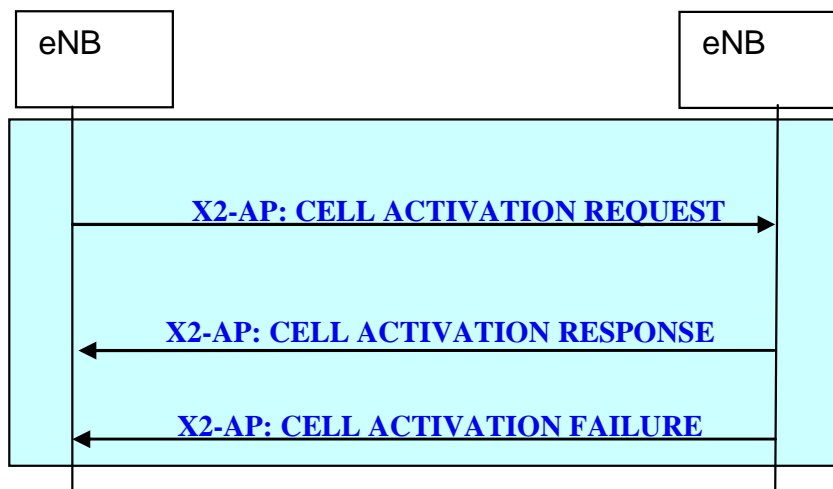 eNB
eNB
X2-AP: CELL ACTIVATION REQUEST
X2-AP: CELL ACTIVATION RESPONSE
X2-AP: CELL ACTIVATION FAILURE